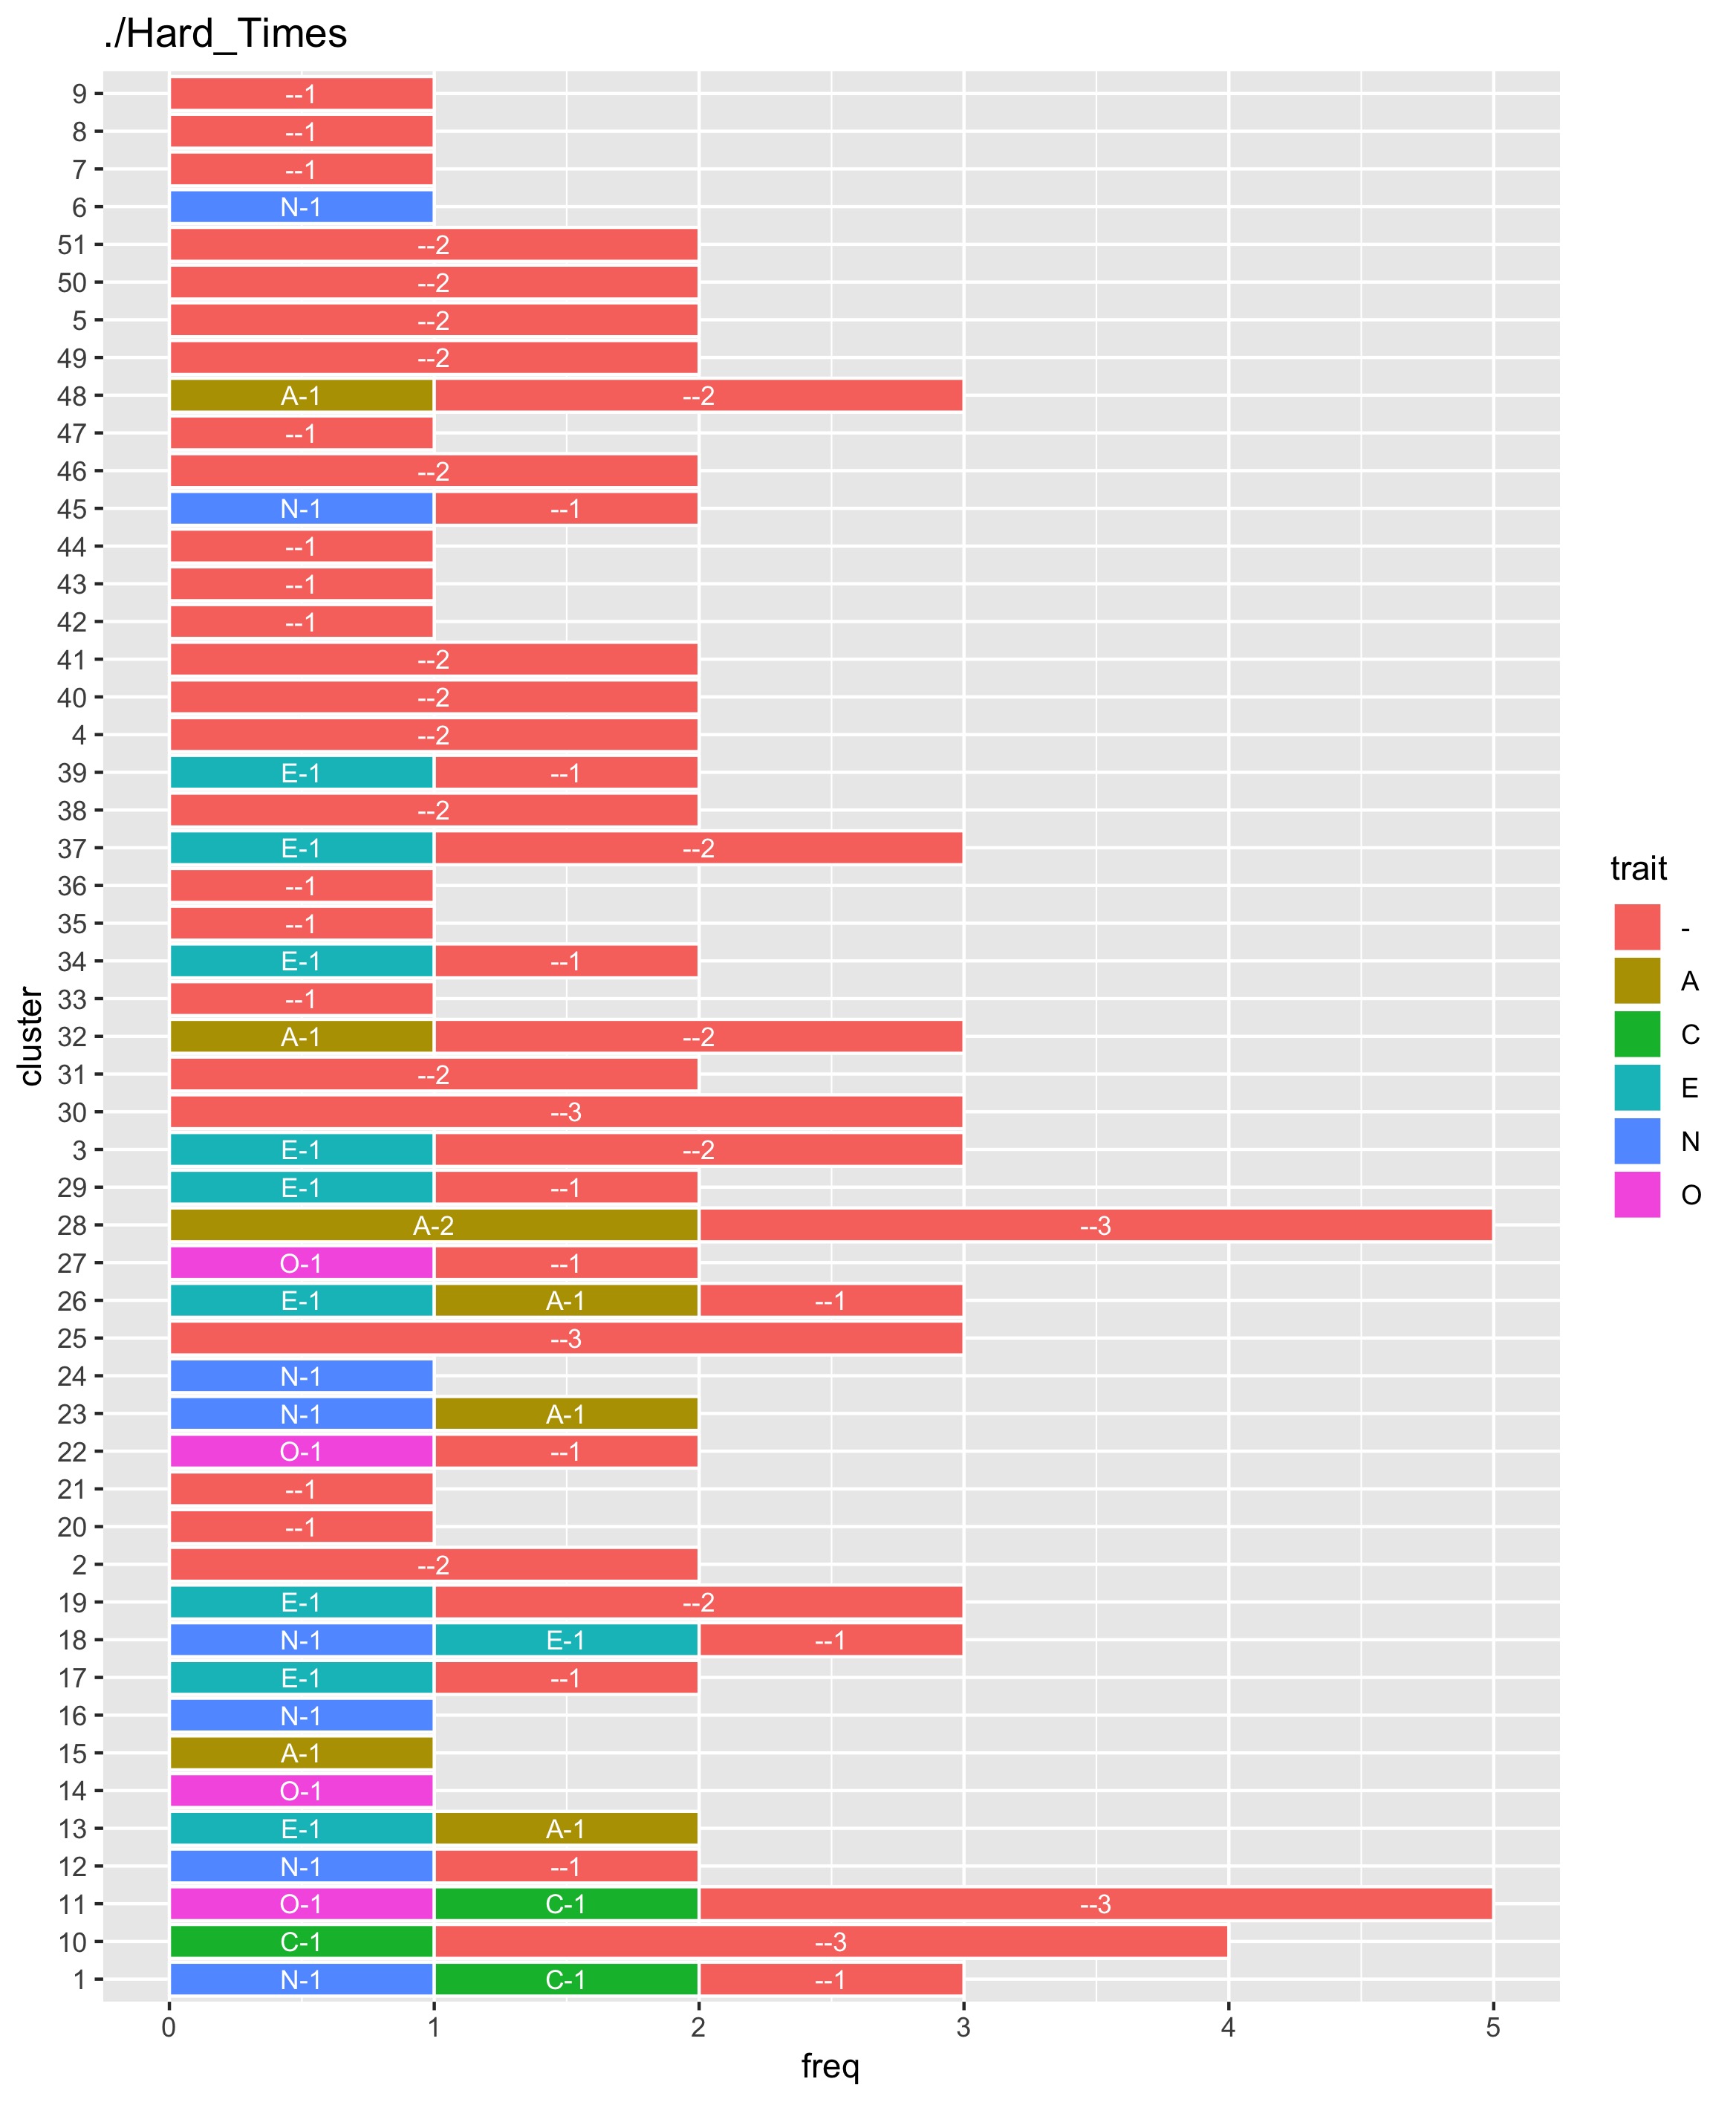 ./Hard_Times
9 --1
8 --1
7 --1
6 N-1
51 --2
50 --2
5 --2
49 --2
48 A-1 --2
47 --1
46 --2
45 N-1 --1
44 --1
43 --1
42 --1
41 --2
40 --2
4 --2
39 E-1 --1
38 --2
37 E-1 --2
36 --1
35 --1
34 E-1 --1
33 --1
32 A-1 --2
31 --2
30 --3
3 E-1 --2
29 E-1 --1
28 A-2 --3
27 O-1 --1
26 E-1 A-1 --1
25 --3
24 N-1
23 N-1 A-1
22 O-1 --1
21 --1
20 --1
2 --2
19 E-1 --2
18 N-1 E-1 --1
17 E-1 --1
16 N-1
15 A-1
14 O-1
13 E-1 A-1
12 N-1 --1
11 O-1 C-1 --3
10 C-1 --3
1 N-1 C-1 --1
0 1 2 3 4 5
freq
cluster
trait
-
A
C
E
N
O